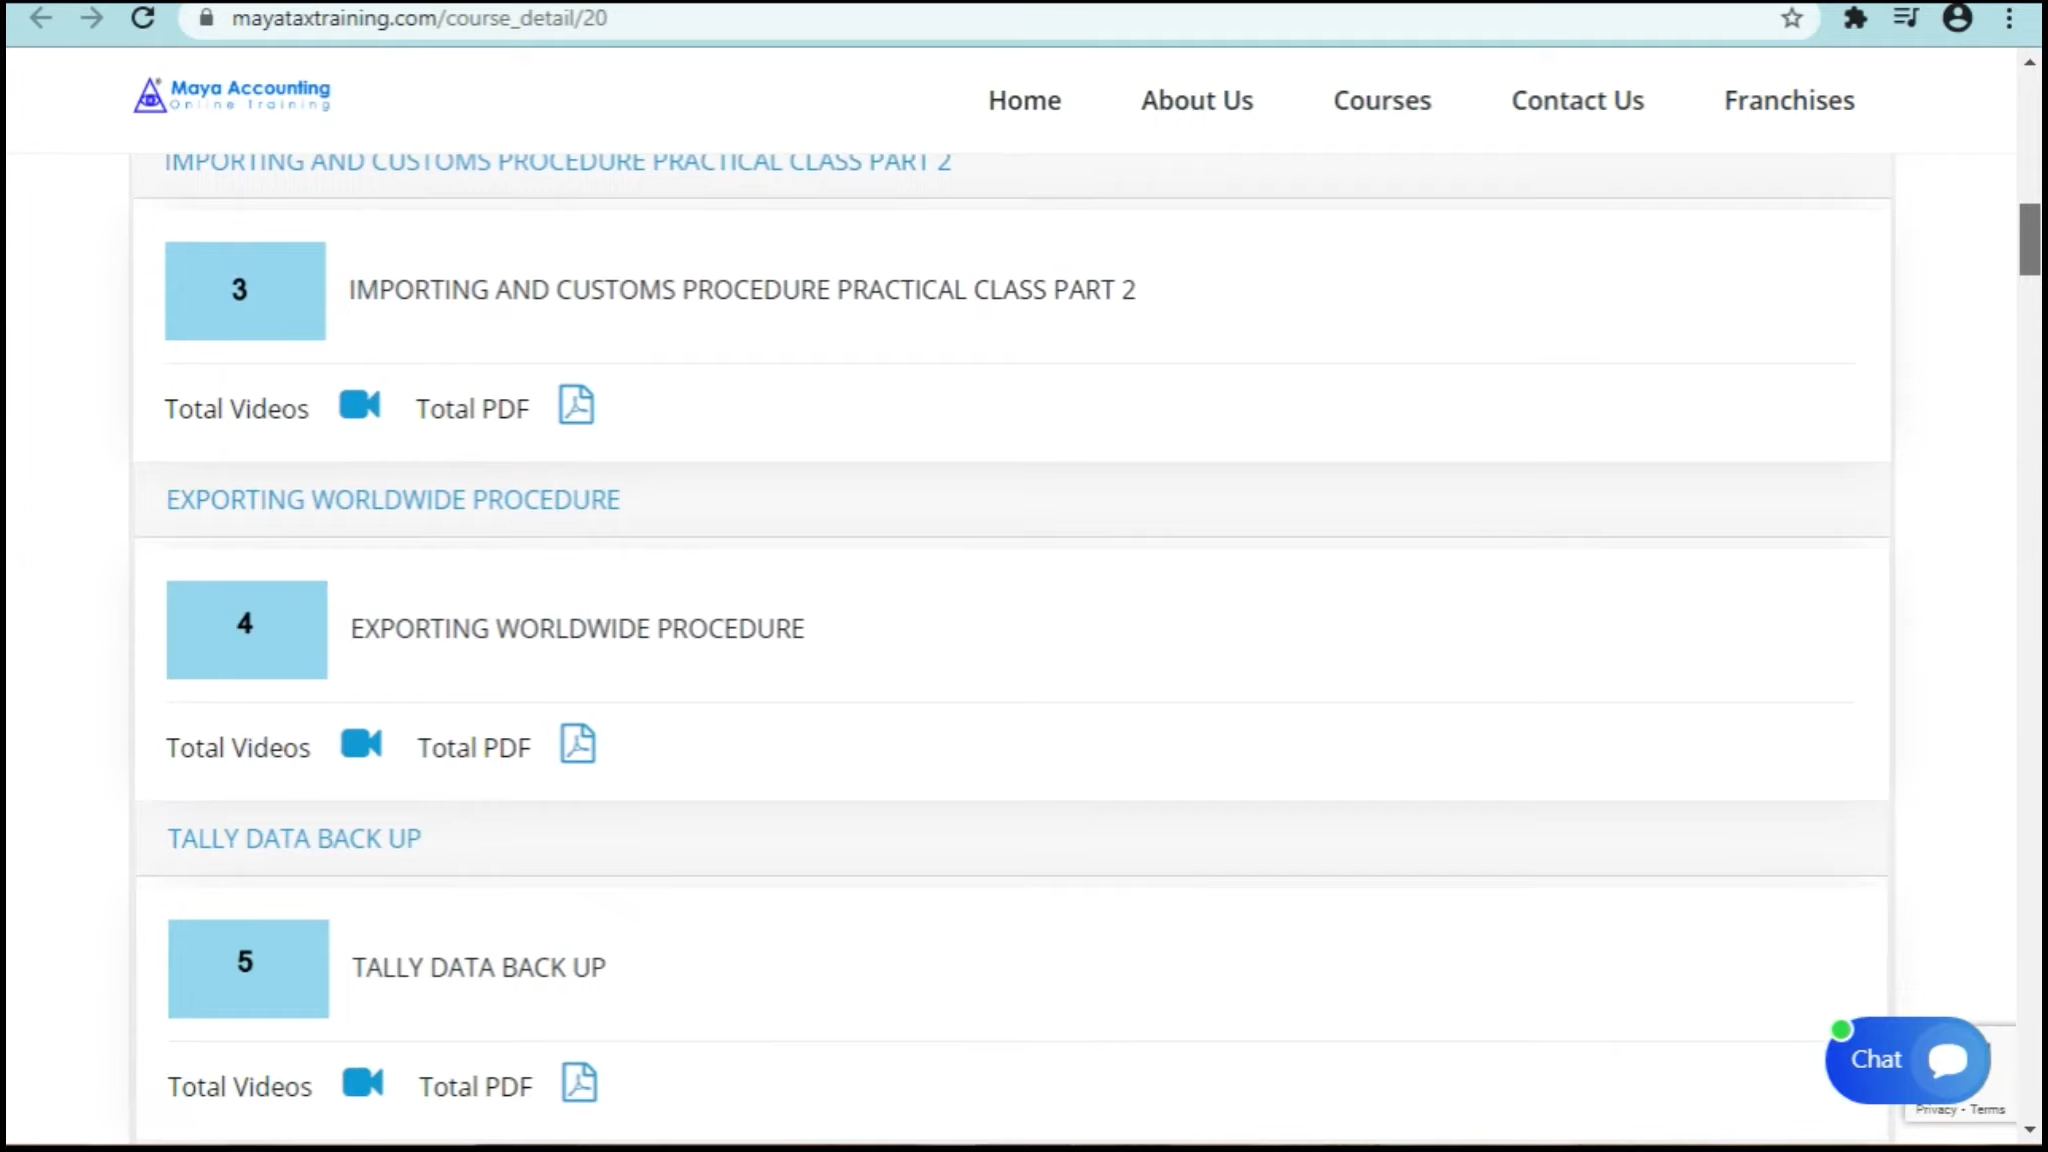 mayataxtraining.com/course_detail/20
Maya Accounting
Online Training
Home About Us Courses Contact Us Franchises
IMPORTING AND CUSTOMS PROCEDURE PRACTICAL CLASS PART 2
3 IMPORTING AND CUSTOMS PROCEDURE PRACTICAL CLASS PART 2
Total Videos Total PDF
EXPORTING WORLDWIDE PROCEDURE
4 EXPORTING WORLDWIDE PROCEDURE
Total Videos Total PDF
TALLY DATA BACK UP
5 TALLY DATA BACK UP
Total Videos Total PDF
Chat
Privacy - Terms